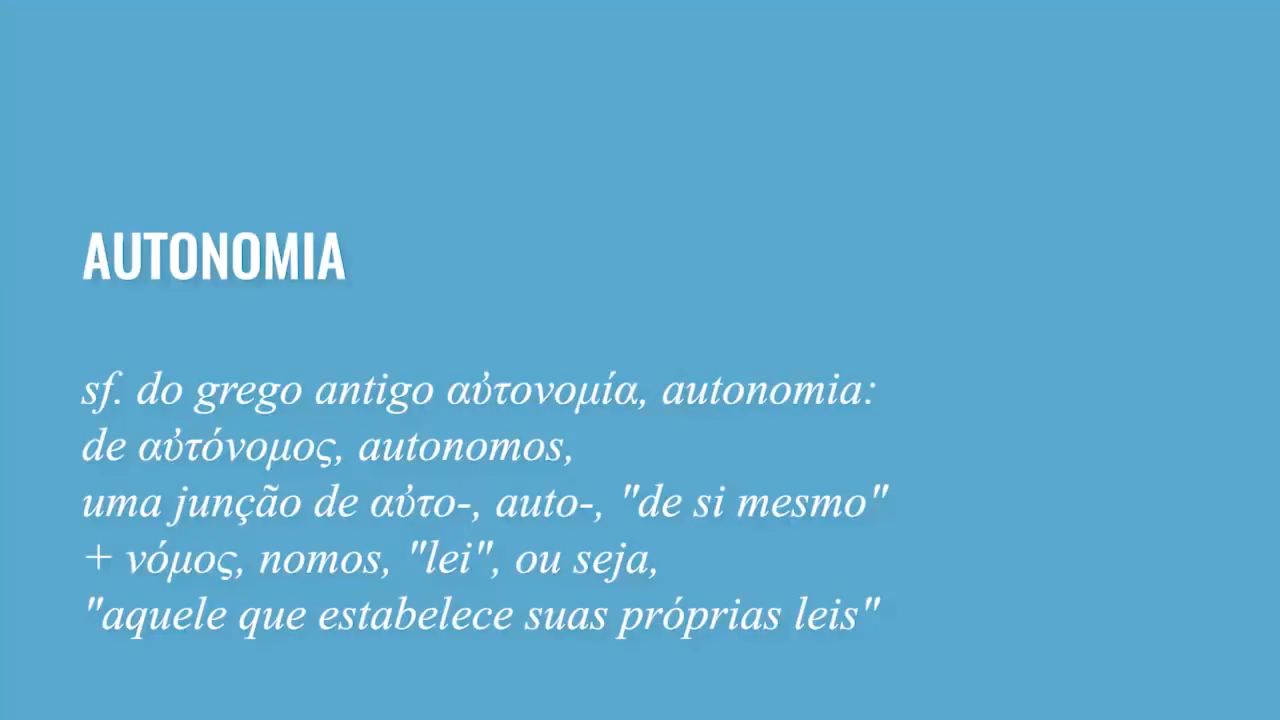 AUTONOMIA
sf. do grego antigo αὐτονομία, autonomia:
de αὐτόνομος, autonomos,
uma junção de αὐτο-, auto-, "de si mesmo"
+ νόμος, nomos, "lei", ou seja,
"aquele que estabelece suas próprias leis"